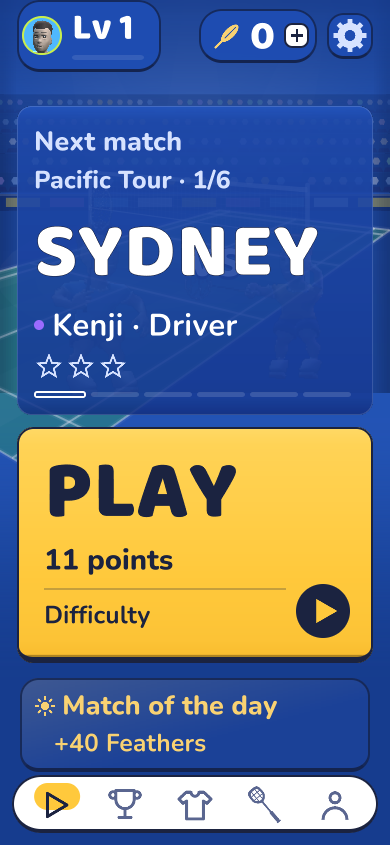 Lv 1
0
Next match
Pacific Tour · 1/6
SYDNEY
Kenji · Driver
PLAY
11 points
Difficulty
Match of the day
+40 Feathers